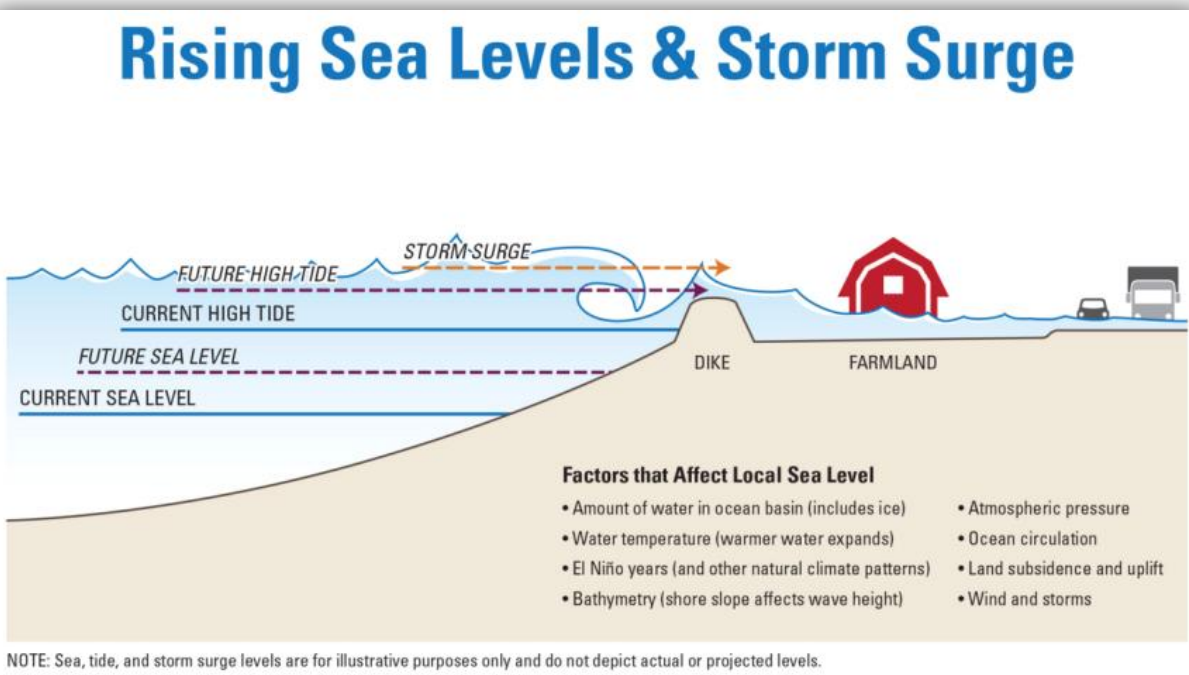 Rising Sea Levels & Storm Surge
STORM SURGE
FUTURE HIGH TIDE
CURRENT HIGH TIDE
FUTURE SEA LEVEL
CURRENT SEA LEVEL
DIKE
FARMLAND
Factors that Affect Local Sea Level
• Amount of water in ocean basin (includes ice)
• Water temperature (warmer water expands)
• El Niño years (and other natural climate patterns)
• Bathymetry (shore slope affects wave height)
• Atmospheric pressure
• Ocean circulation
• Land subsidence and uplift
• Wind and storms
NOTE: Sea, tide, and storm surge levels are for illustrative purposes only and do not depict actual or projected levels.